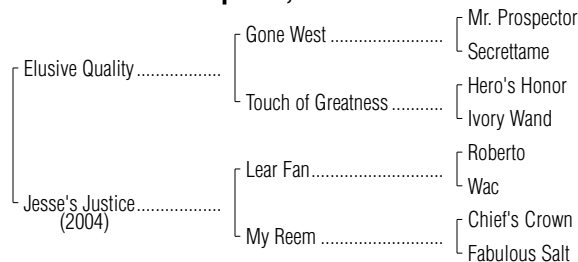 Gone West
Mr. Prospector
Secrettame
Elusive Quality
Touch of Greatness
Hero's Honor
Ivory Wand
Lear Fan
Roberto
Wac
Jesse's Justice
(2004)
My Reem
Chief's Crown
Fabulous Salt